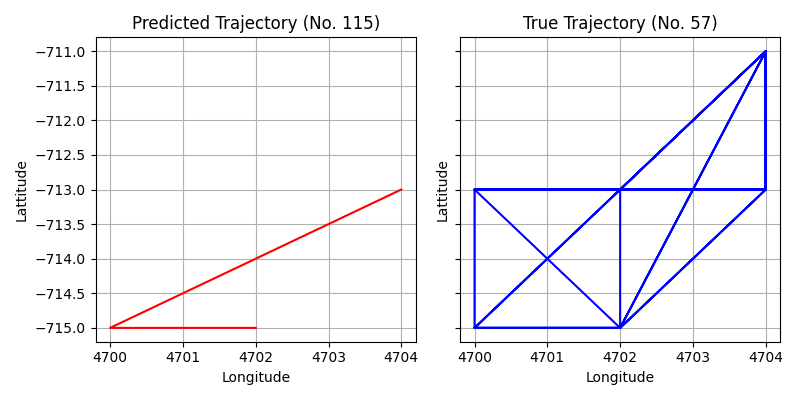 Predicted Trajectory (No. 115)
Lattitude
−711.0
−711.5
−712.0
−712.5
−713.0
−713.5
−714.0
−714.5
−715.0
4700 4701 4702 4703 4704
Longitude
True Trajectory (No. 57)
Lattitude
4700 4701 4702 4703 4704
Longitude